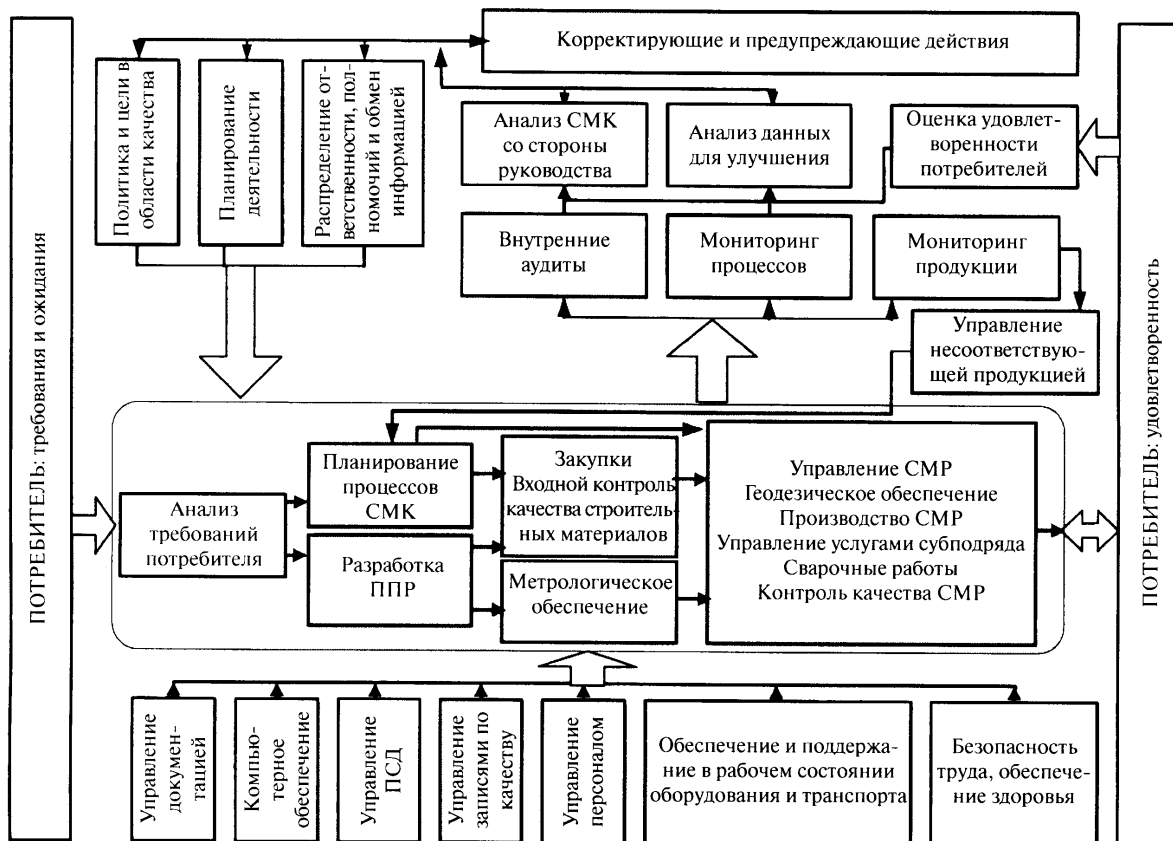 ПОТРЕБИТЕЛЬ: требования и ожидания
Корректирующие и предупреждающие действия
Политика и цели в
области качества
Планирование
деятельности
Распределение от-
ветственности, пол-
номочий и обмен
информацией
Анализ СМК
со стороны
руководства
Анализ данных
для улучшения
Оценка удовлет-
воренности
потребителей
Внутренние
аудиты
Мониторинг
процессов
Мониторинг
продукции
Управление
несоответствую-
щей продукцией
Анализ
требований
потребителя
Планирование
процессов
СМК
Разработка
ППР
Закупки
Входной контроль
качества строитель-
ных материалов
Метрологическое
обеспечение
Управление СМР
Геодезическое обеспечение
Производство СМР
Управление услугами субподряда
Сварочные работы
Контроль качества СМР
Управление
докумен-
тацией
Компью-
терное
обеспечение
Управление
ПСД
Управление
записями по
качеству
Управление
персоналом
Обеспечение и поддержа-
ние в рабочем состоянии
оборудования и транспорта
Безопасность
труда, обеспече-
ние здоровья
ПОТРЕБИТЕЛЬ: удовлетворенность